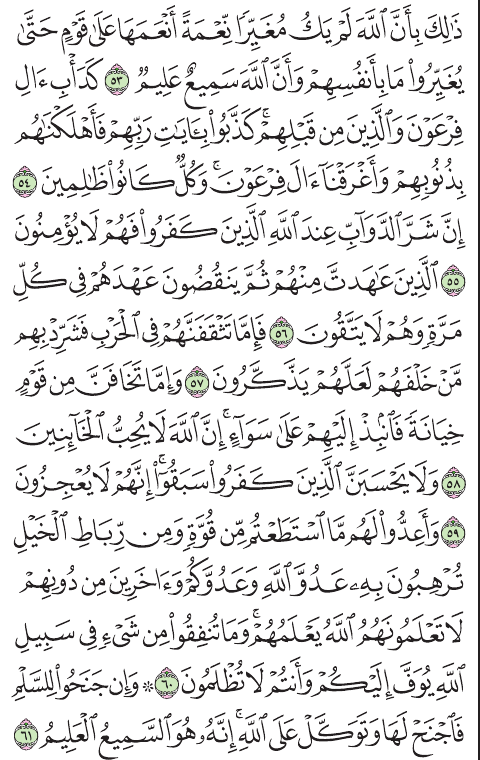 ذَٰلِكَ بِأَنَّ ٱللَّهَ لَمْ يَكُ مُغَيِّرًا نِّعْمَةً أَنْعَمَهَا عَلَىٰ قَوْمٍ حَتَّىٰ
يُغَيِّرُوا۟ مَا بِأَنفُسِهِمْ وَأَنَّ ٱللَّهَ سَمِيعٌ عَلِيمٌ ٥٣ كَدَأْبِ ءَالِ
فِرْعَوْنَ وَٱلَّذِينَ مِن قَبْلِهِمْ ۚ كَذَّبُوا۟ بِـَٔايَـٰتِ رَبِّهِمْ فَأَهْلَكْنَـٰهُم
بِذُنُوبِهِمْ وَأَغْرَقْنَآ ءَالَ فِرْعَوْنَ ۚ وَكُلٌّ كَانُوا۟ ظَـٰلِمِينَ ٥٤
إِنَّ شَرَّ ٱلدَّوَآبِّ عِندَ ٱللَّهِ ٱلَّذِينَ كَفَرُوا۟ فَهُمْ لَا يُؤْمِنُونَ
٥٥ ٱلَّذِينَ عَـٰهَدتَّ مِنْهُمْ ثُمَّ يَنقُضُونَ عَهْدَهُمْ فِى كُلِّ
مَرَّةٍ وَهُمْ لَا يَتَّقُونَ ٥٦ فَإِمَّا تَثْقَفَنَّهُمْ فِى ٱلْحَرْبِ فَشَرِّدْ بِهِم
مَّنْ خَلْفَهُمْ لَعَلَّهُمْ يَذَّكَّرُونَ ٥٧ وَإِمَّا تَخَافَنَّ مِن قَوْمٍ
خِيَانَةً فَٱنۢبِذْ إِلَيْهِمْ عَلَىٰ سَوَآءٍ ۚ إِنَّ ٱللَّهَ لَا يُحِبُّ ٱلْخَآئِنِينَ
٥٨ وَلَا يَحْسَبَنَّ ٱلَّذِينَ كَفَرُوا۟ سَبَقُوٓا۟ ۚ إِنَّهُمْ لَا يُعْجِزُونَ
٥٩ وَأَعِدُّوا۟ لَهُم مَّا ٱسْتَطَعْتُم مِّن قُوَّةٍ وَمِن رِّبَاطِ ٱلْخَيْلِ
تُرْهِبُونَ بِهِۦ عَدُوَّ ٱللَّهِ وَعَدُوَّكُمْ وَءَاخَرِينَ مِن دُونِهِمْ
لَا تَعْلَمُونَهُمُ ٱللَّهُ يَعْلَمُهُمْ ۚ وَمَا تُنفِقُوا۟ مِن شَىْءٍ فِى سَبِيلِ
ٱللَّهِ يُوَفَّ إِلَيْكُمْ وَأَنتُمْ لَا تُظْلَمُونَ ٦٠ ۞ وَإِن جَنَحُوا۟ لِلسَّلْمِ
فَٱجْنَحْ لَهَا وَتَوَكَّلْ عَلَى ٱللَّهِ ۚ إِنَّهُۥ هُوَ ٱلسَّمِيعُ ٱلْعَلِيمُ ٦١